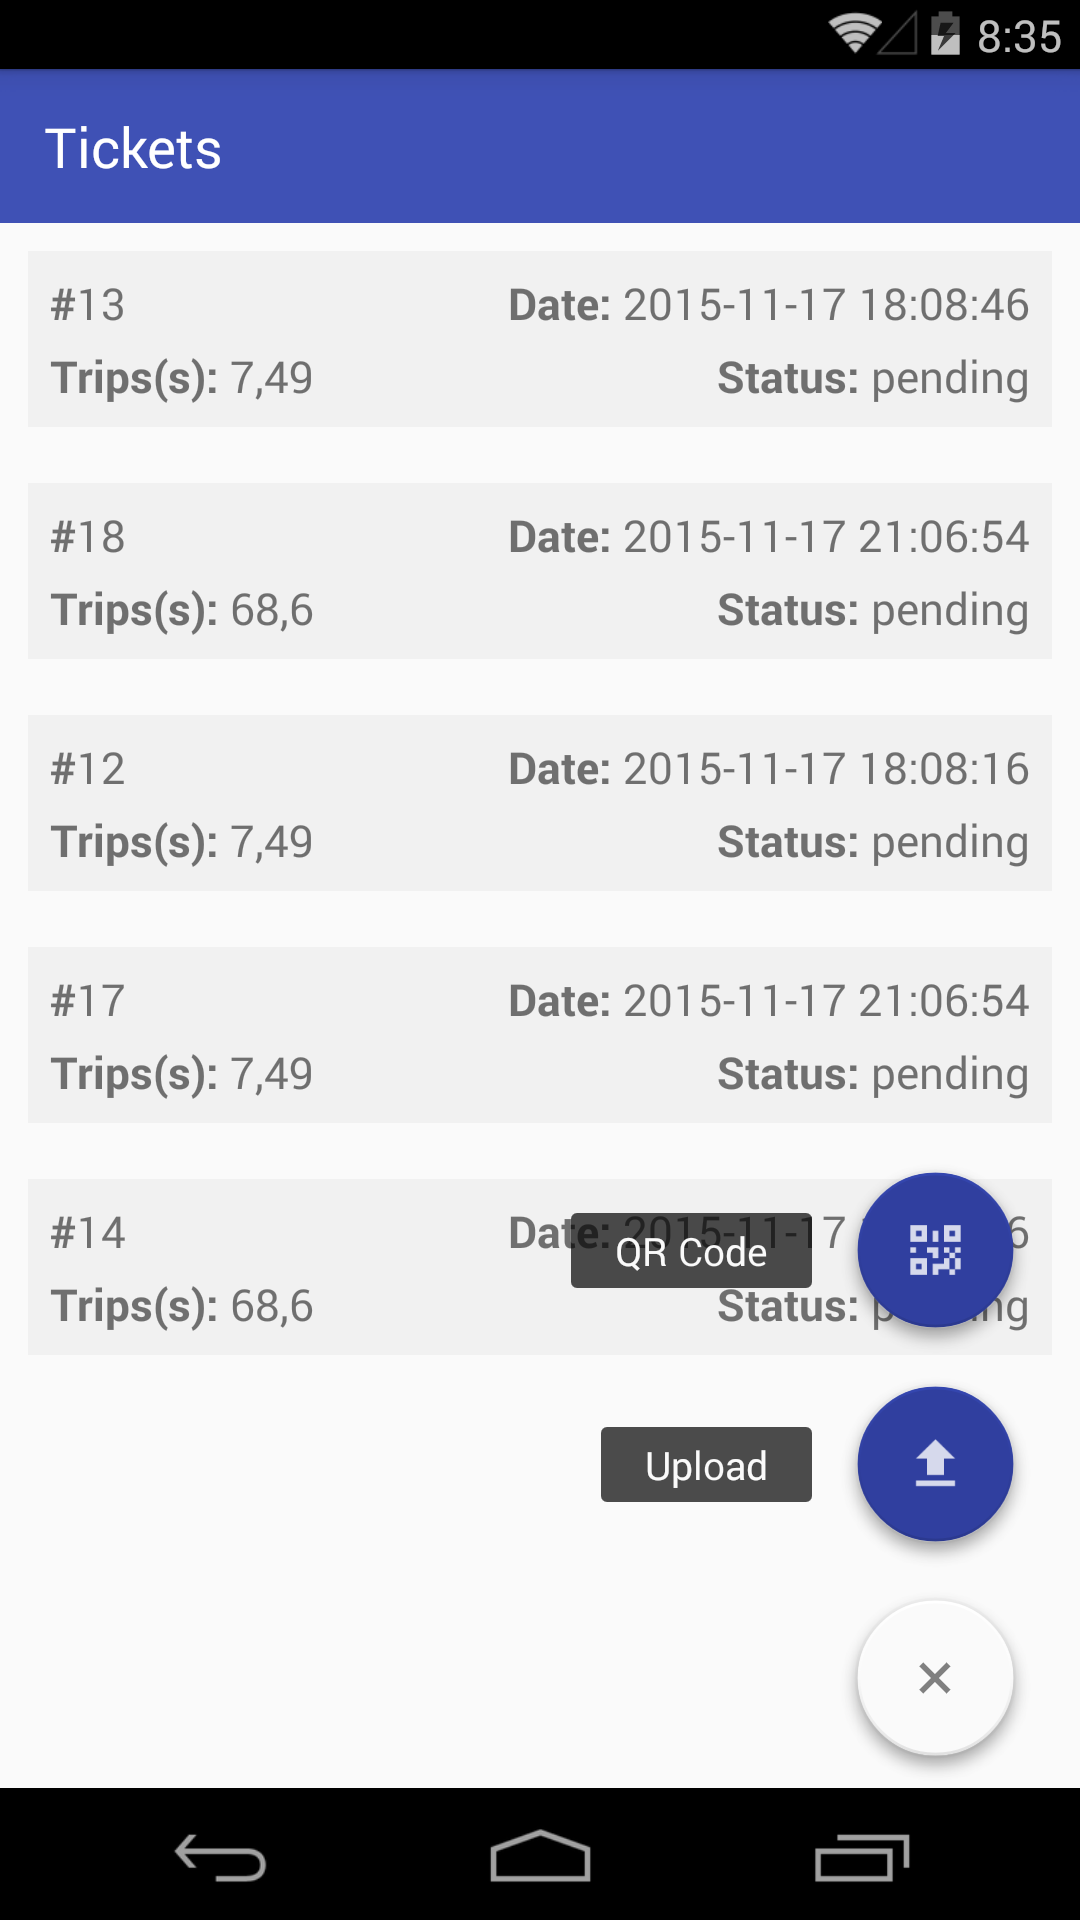 8:35
Tickets
#13 Date: 2015-11-17 18:08:46
Trips(s): 7,49 Status: pending
#18 Date: 2015-11-17 21:06:54
Trips(s): 68,6 Status: pending
#12 Date: 2015-11-17 18:08:16
Trips(s): 7,49 Status: pending
#17 Date: 2015-11-17 21:06:54
Trips(s): 7,49 Status: pending
#14 Date: 2015-11-17
QR Code
Trips(s): 68,6 Status:
Upload